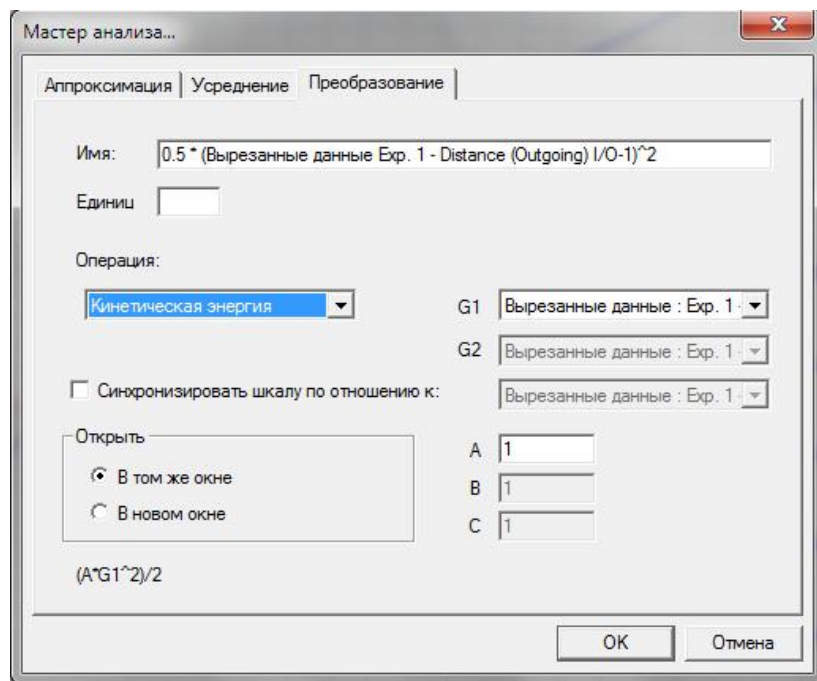 Мастер анализа...
Аппроксимация Усреднение Преобразование
Имя: 0.5 * (Вырезанные данные Exp. 1 - Distance (Outgoing) I/O-1)^2
Единиц
Операция:
Кинетическая энергия
G1 Вырезанные данные : Exp. 1 -
G2 Вырезанные данные : Exp. 1 -
Синхронизировать шкалу по отношению к: Вырезанные данные : Exp. 1 -
Открыть
В том же окне
В новом окне
A 1
B 1
C 1
(A*G1^2)/2
OK Отмена